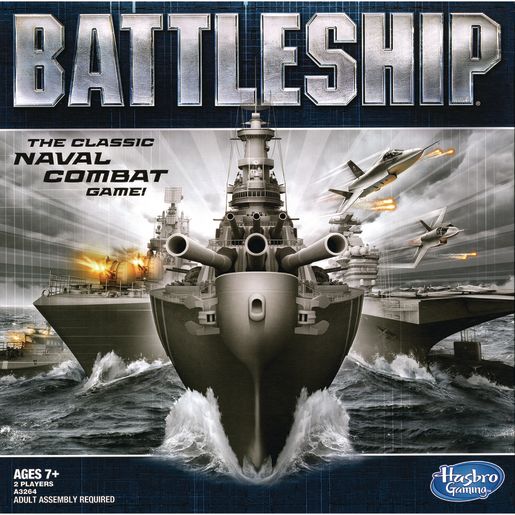 BATTLESHIP®
THE CLASSIC
NAVAL
COMBAT
GAME!
AGES 7+
2 PLAYERS
A3264
ADULT ASSEMBLY REQUIRED
Hasbro
Gaming